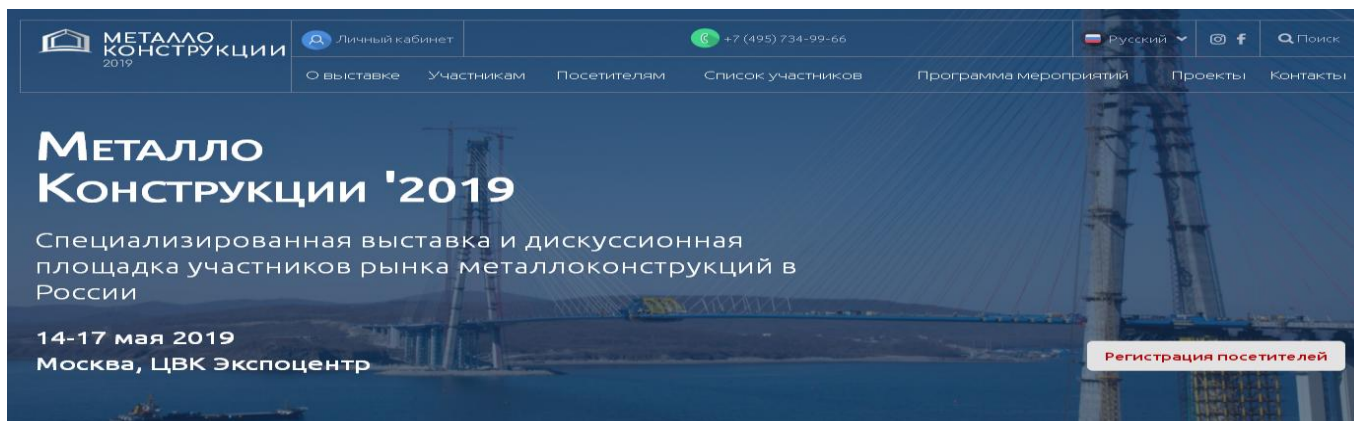 МЕТАЛЛО
КОНСТРУКЦИИ
2019
Личный кабинет
+7 (495) 734-99-66
Русский
Поиск
О выставке Участникам Посетителям Список участников Программа мероприятий Проекты Контакты
Металло
Конструкции '2019
Специализированная выставка и дискуссионная
площадка участников рынка металлоконструкций в
России
14-17 мая 2019
Москва, ЦВК Экспоцентр
Регистрация посетителей